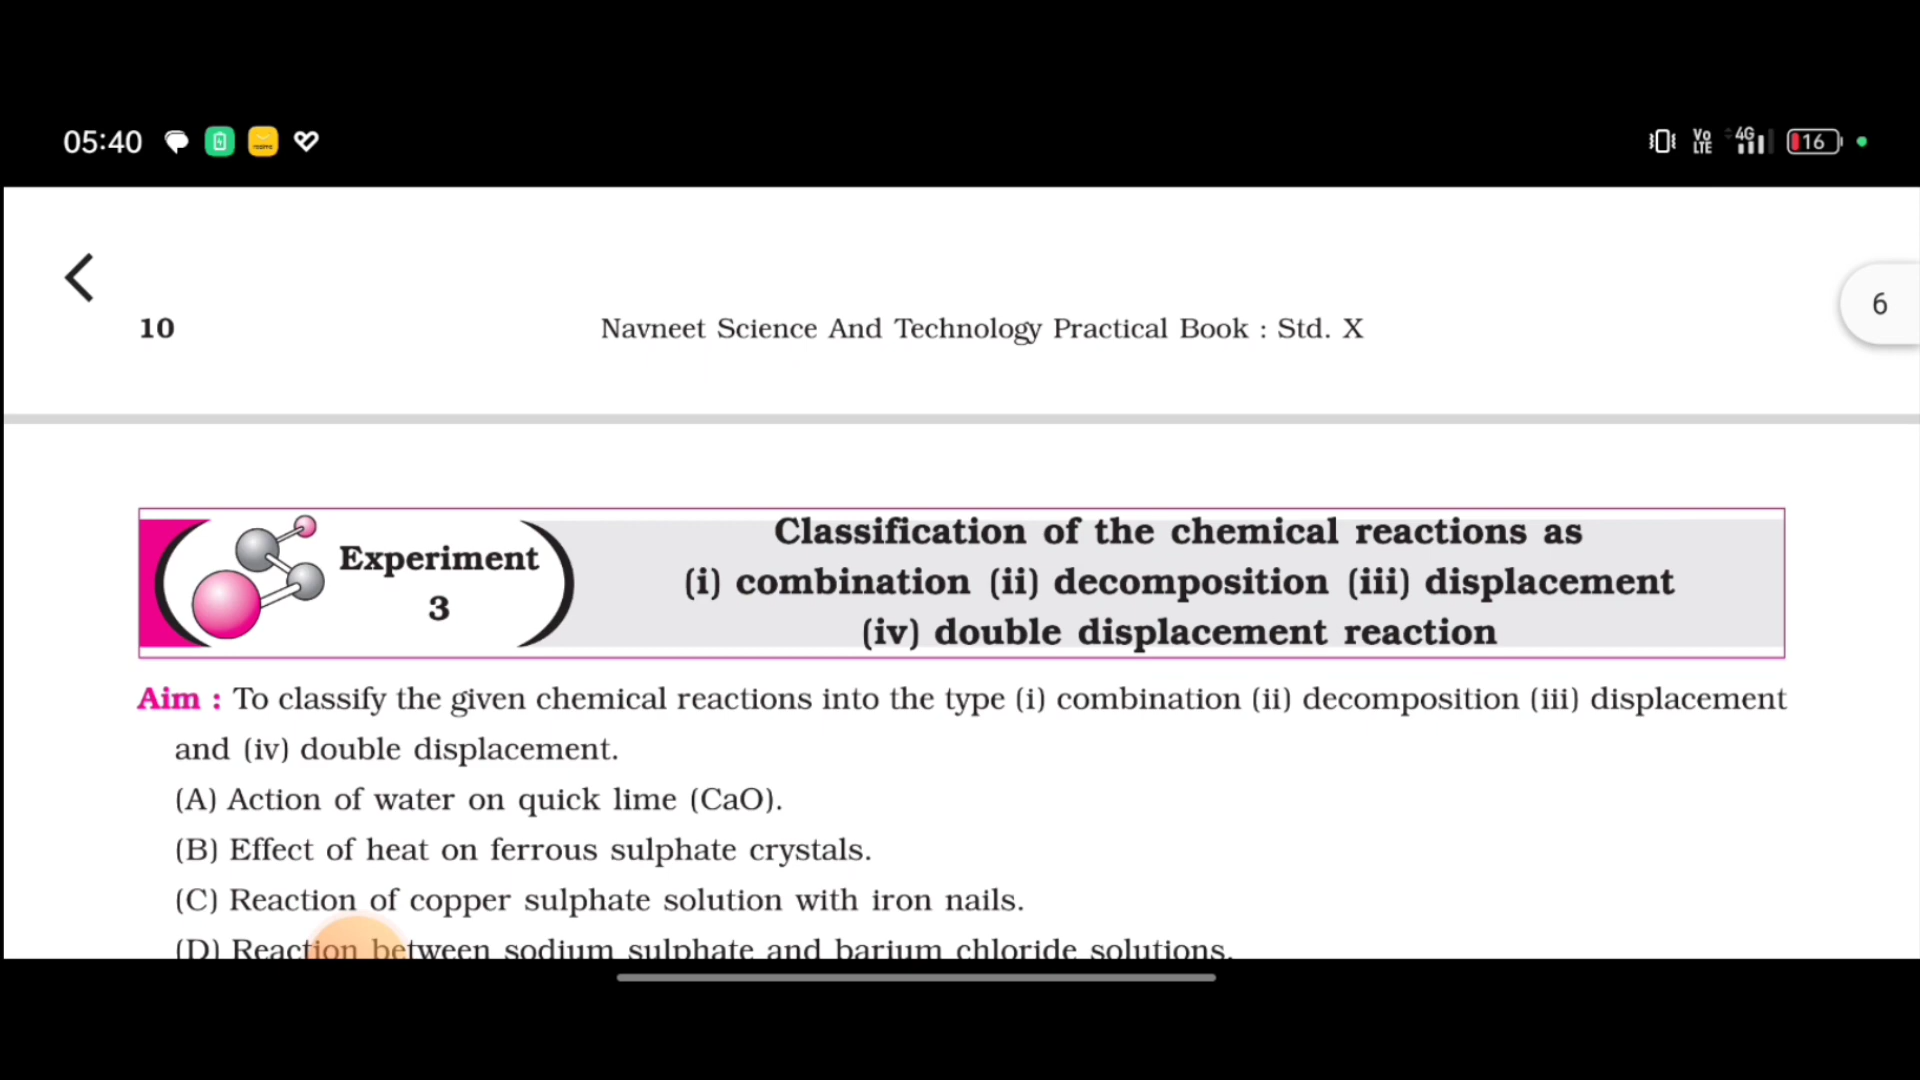 05:40
Vo
LTE
4G
16
6
10 Navneet Science And Technology Practical Book : Std. X
Experiment
3
Classification of the chemical reactions as
(i) combination (ii) decomposition (iii) displacement
(iv) double displacement reaction
Aim : To classify the given chemical reactions into the type (i) combination (ii) decomposition (iii) displacement
and (iv) double displacement.
(A) Action of water on quick lime (CaO).
(B) Effect of heat on ferrous sulphate crystals.
(C) Reaction of copper sulphate solution with iron nails.
(D) Reaction between sodium sulphate and barium chloride solutions.